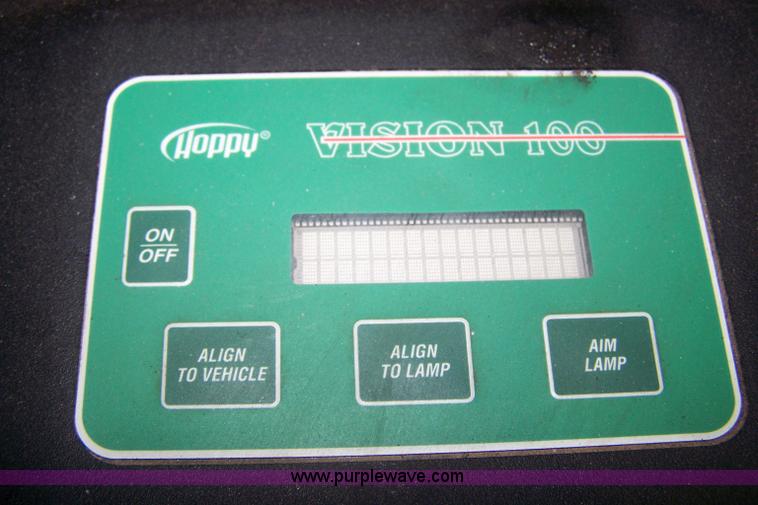 Hoppy®
VISION 100
ON
OFF
ALIGN
TO VEHICLE
ALIGN
TO LAMP
AIM
LAMP
www.purplewave.com